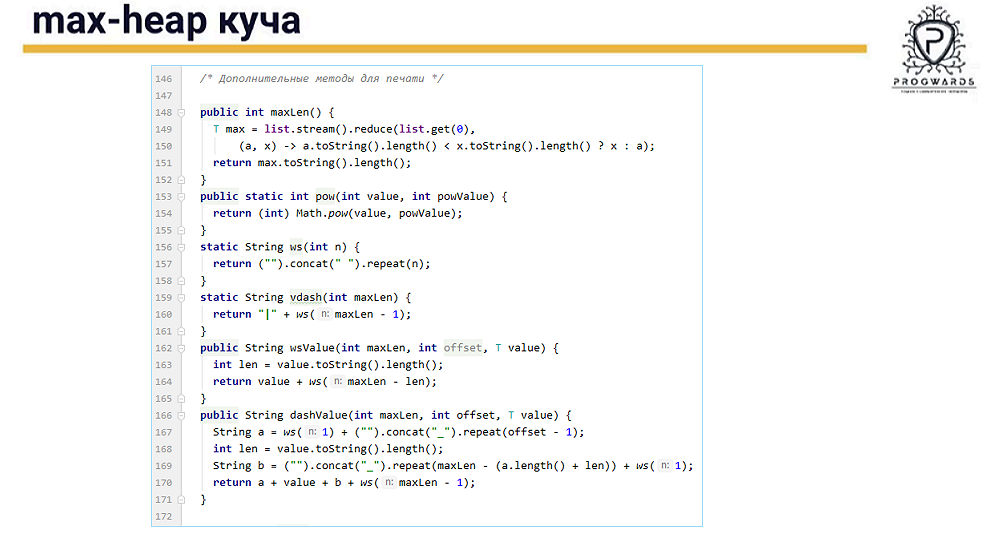 max-heap куча
PROGWARDS
146 /* Дополнительные методы для печати */
147
148 public int maxLen() {
149 T max = list.stream().reduce(list.get(0),
150 (a, x) -> a.toString().length() < x.toString().length() ? x : a);
151 return max.toString().length();
152 }
153 public static int pow(int value, int powValue) {
154 return (int) Math.pow(value, powValue);
155 }
156 static String ws(int n) {
157 return ("").concat(" ").repeat(n);
158 }
159 static String vdash(int maxLen) {
160 return "|" + ws( n: maxLen - 1);
161 }
162 public String wsValue(int maxLen, int offset, T value) {
163 int len = value.toString().length();
164 return value + ws( n: maxLen - len);
165 }
166 public String dashValue(int maxLen, int offset, T value) {
167 String a = ws( n: 1) + ("").concat("_").repeat(offset - 1);
168 int len = value.toString().length();
169 String b = ("").concat("_").repeat(maxLen - (a.length() + len)) + ws( n: 1);
170 return a + value + b + ws( n: maxLen - 1);
171 }
172